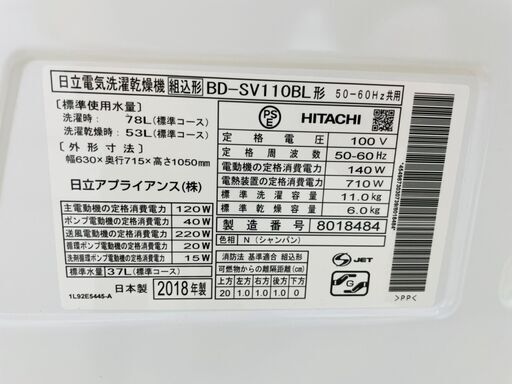 日立電気洗濯乾燥機 組込形 BD-SV110BL形 50-60Hz共用
[標準使用水量]
洗濯時： 78L(標準コース)
洗濯乾燥時： 53L(標準コース)
[外形寸法]
幅630×奥行715×高さ1050mm
日立アプライアンス(株)
主電動機の定格消費電力 120W
ポンプ電動機の定格消費電力 40W
送風電動機の定格消費電力 220W
循環ポンプ電動機の定格消費電力 20W
洗剤循環ポンプ電動機の定格消費電力 15W
標準水量 37L(標準コース)
日本製 2018年製
1L92E5445-A
PSE HITACHI
定格電圧 100V
定格周波数 50-60Hz
電動機の定格消費電力 140W
電熱装置の定格消費電力 710W
標準洗濯容量 11.0kg
標準乾燥容量 6.0kg
製造番号 8018484
色相 N (シャンパン)
消防法 基準適合 組込形
可燃物からの離隔距離(cm)
上方 左方 右方 前方 後方 下方
20 1.0 1.0 1.0 1.0 0
S JET
>PP<